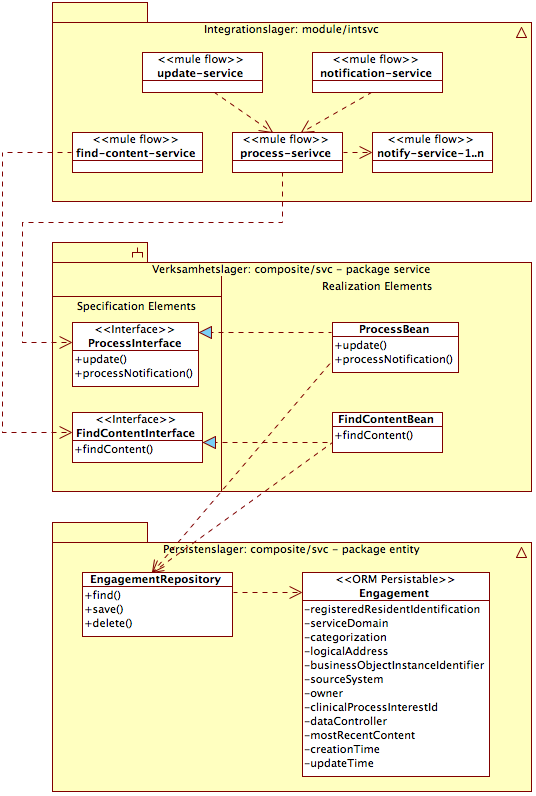 Integrationslager: module/intsvc
<<mule flow>>
update-service
<<mule flow>>
notification-service
<<mule flow>>
find-content-service
<<mule flow>>
process-serivce
<<mule flow>>
notify-service-1..n
Verksamhetslager: composite/svc - package service
Specification Elements
Realization Elements
<<Interface>>
ProcessInterface
+update()
+processNotification()
ProcessBean
+update()
+processNotification()
<<Interface>>
FindContentInterface
+findContent()
FindContentBean
+findContent()
Persistenslager: composite/svc - package entity
EngagementRepository
+find()
+save()
+delete()
<<ORM Persistable>>
Engagement
-registeredResidentIdentification
-serviceDomain
-categorization
-logicalAddress
-businessObjectInstanceIdentifier
-sourceSystem
-owner
-clinicalProcessInterestId
-dataController
-mostRecentContent
-creationTime
-updateTime